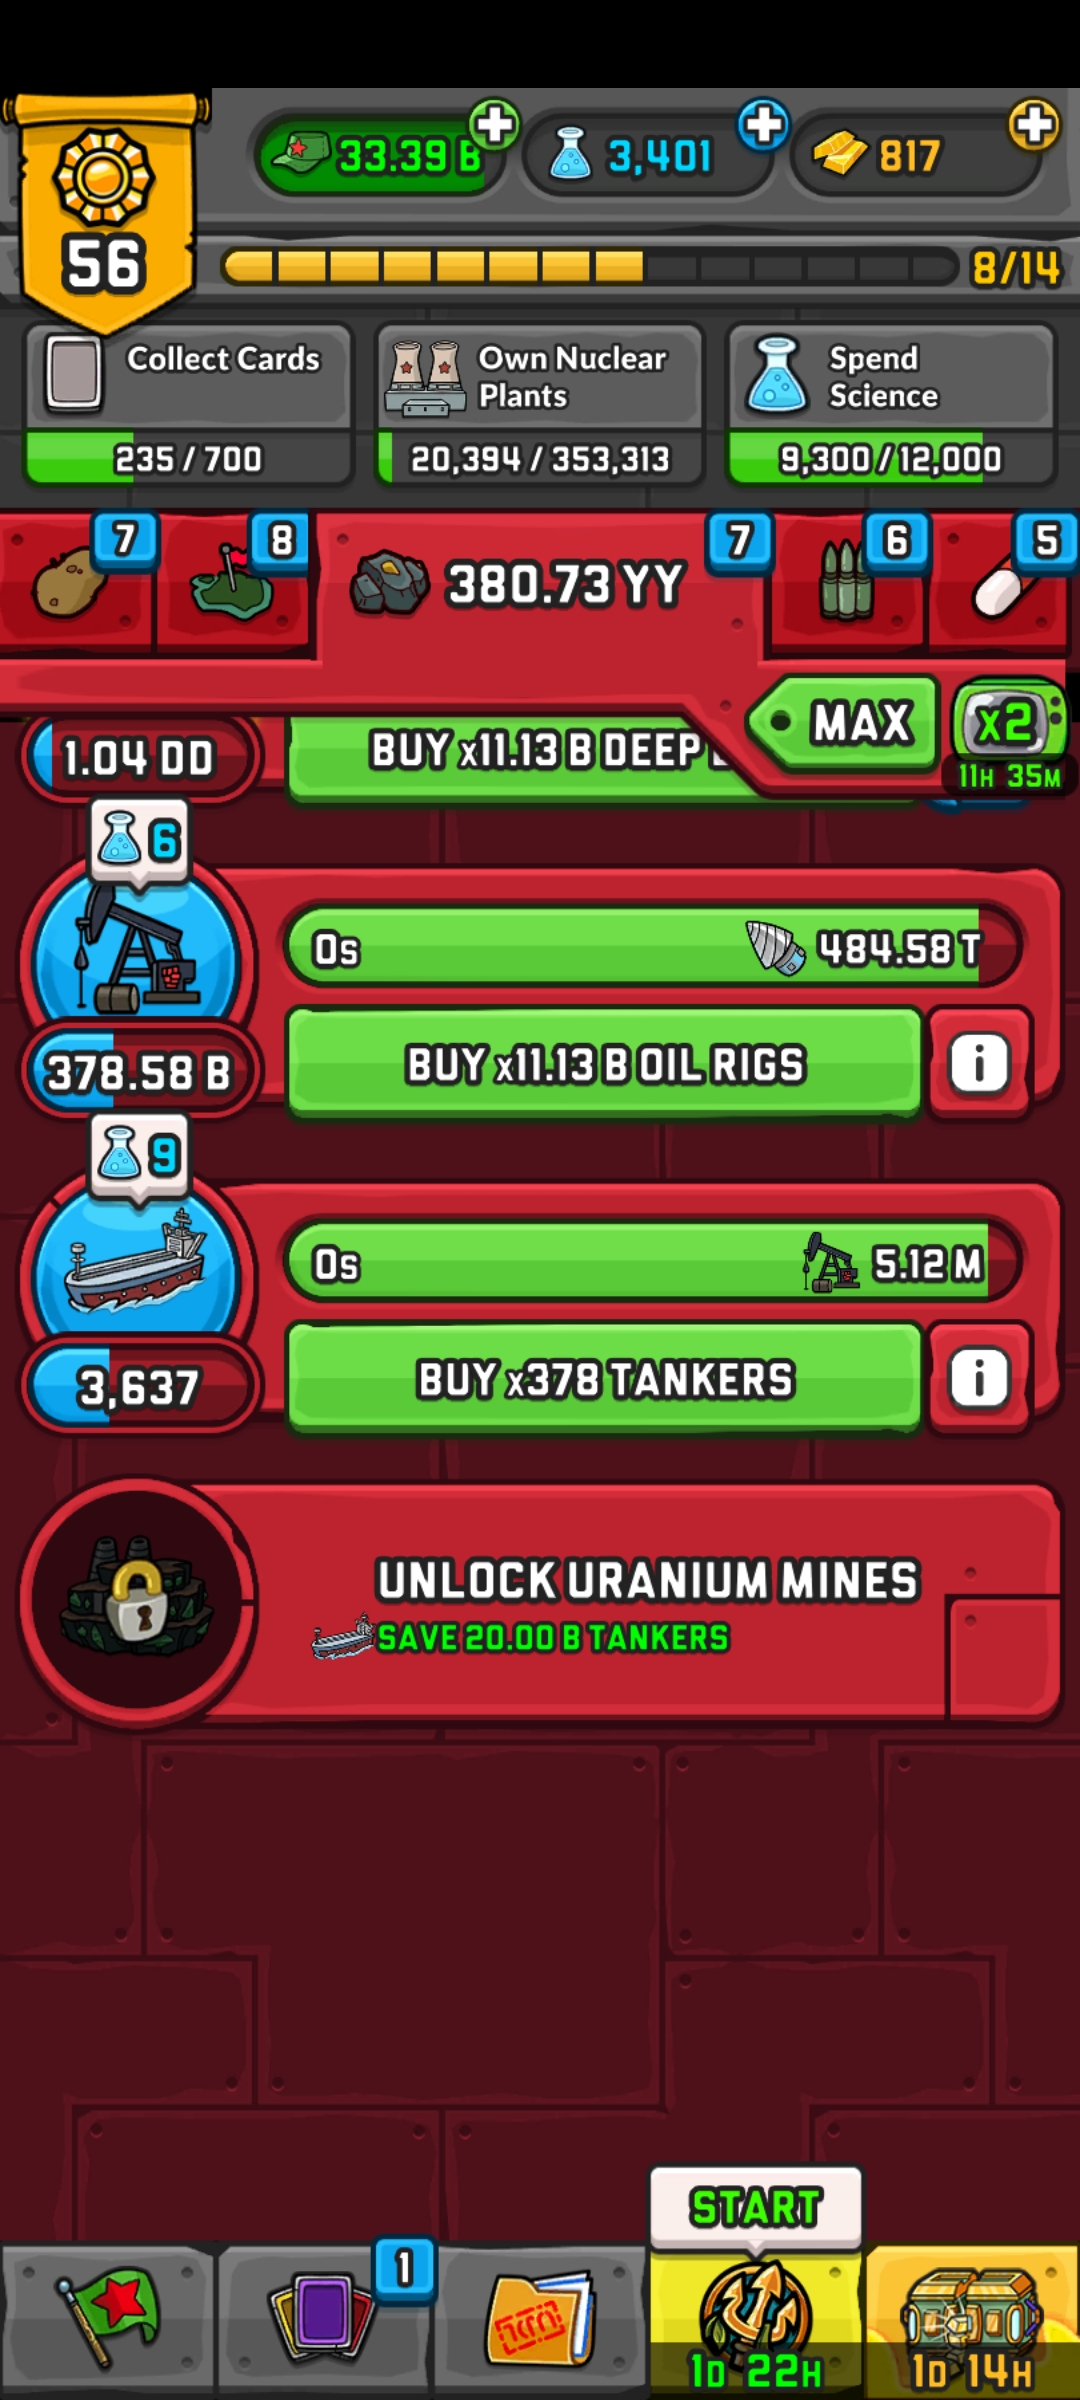 33.39 B
3,401
817
56
8/14
Collect Cards
235 / 700
Own Nuclear
Plants
20,394 / 353,313
Spend
Science
9,300 / 12,000
7
8
380.73 YY
7
6
5
MAX
x2
11H 35M
1.04 DD
BUY x11.13 B DEEP
6
0s
484.58 T
378.58 B
BUY x11.13 B OIL RIGS
i
9
0s
5.12 M
3,637
BUY x378 TANKERS
i
UNLOCK URANIUM MINES
SAVE 20.00 B TANKERS
START
1
1D 22H
1D 14H